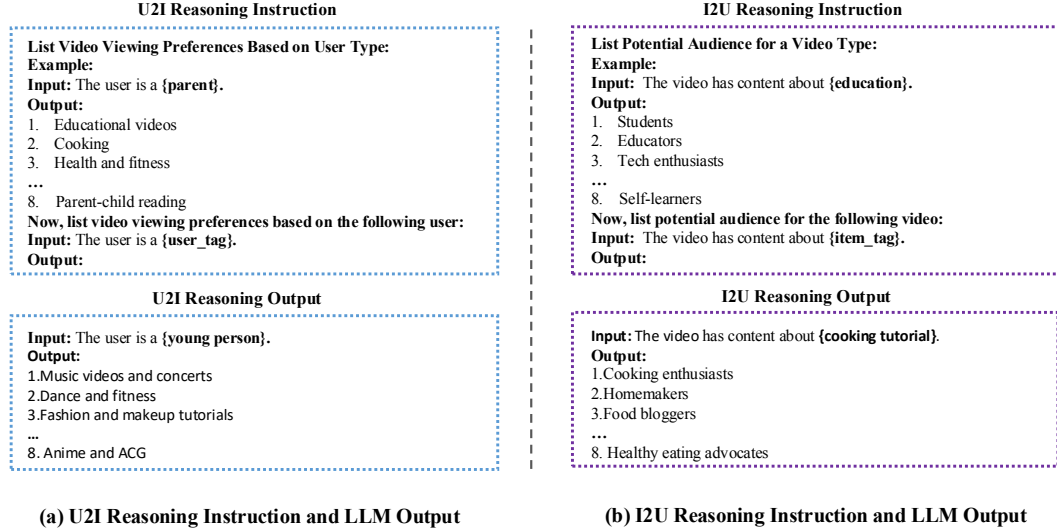 U2I Reasoning Instruction
List Video Viewing Preferences Based on User Type:
Example:
Input: The user is a {parent}.
Output:
1. Educational videos
2. Cooking
3. Health and fitness
...
8. Parent-child reading
Now, list video viewing preferences based on the following user:
Input: The user is a {user_tag}.
Output:
U2I Reasoning Output
Input: The user is a {young person}.
Output:
1.Music videos and concerts
2.Dance and fitness
3.Fashion and makeup tutorials
...
8. Anime and ACG
(a) U2I Reasoning Instruction and LLM Output
I2U Reasoning Instruction
List Potential Audience for a Video Type:
Example:
Input: The video has content about {education}.
Output:
1. Students
2. Educators
3. Tech enthusiasts
...
8. Self-learners
Now, list potential audience for the following video:
Input: The video has content about {item_tag}.
Output:
I2U Reasoning Output
Input: The video has content about {cooking tutorial}.
Output:
1.Cooking enthusiasts
2.Homemakers
3.Food bloggers
...
8. Healthy eating advocates
(b) I2U Reasoning Instruction and LLM Output